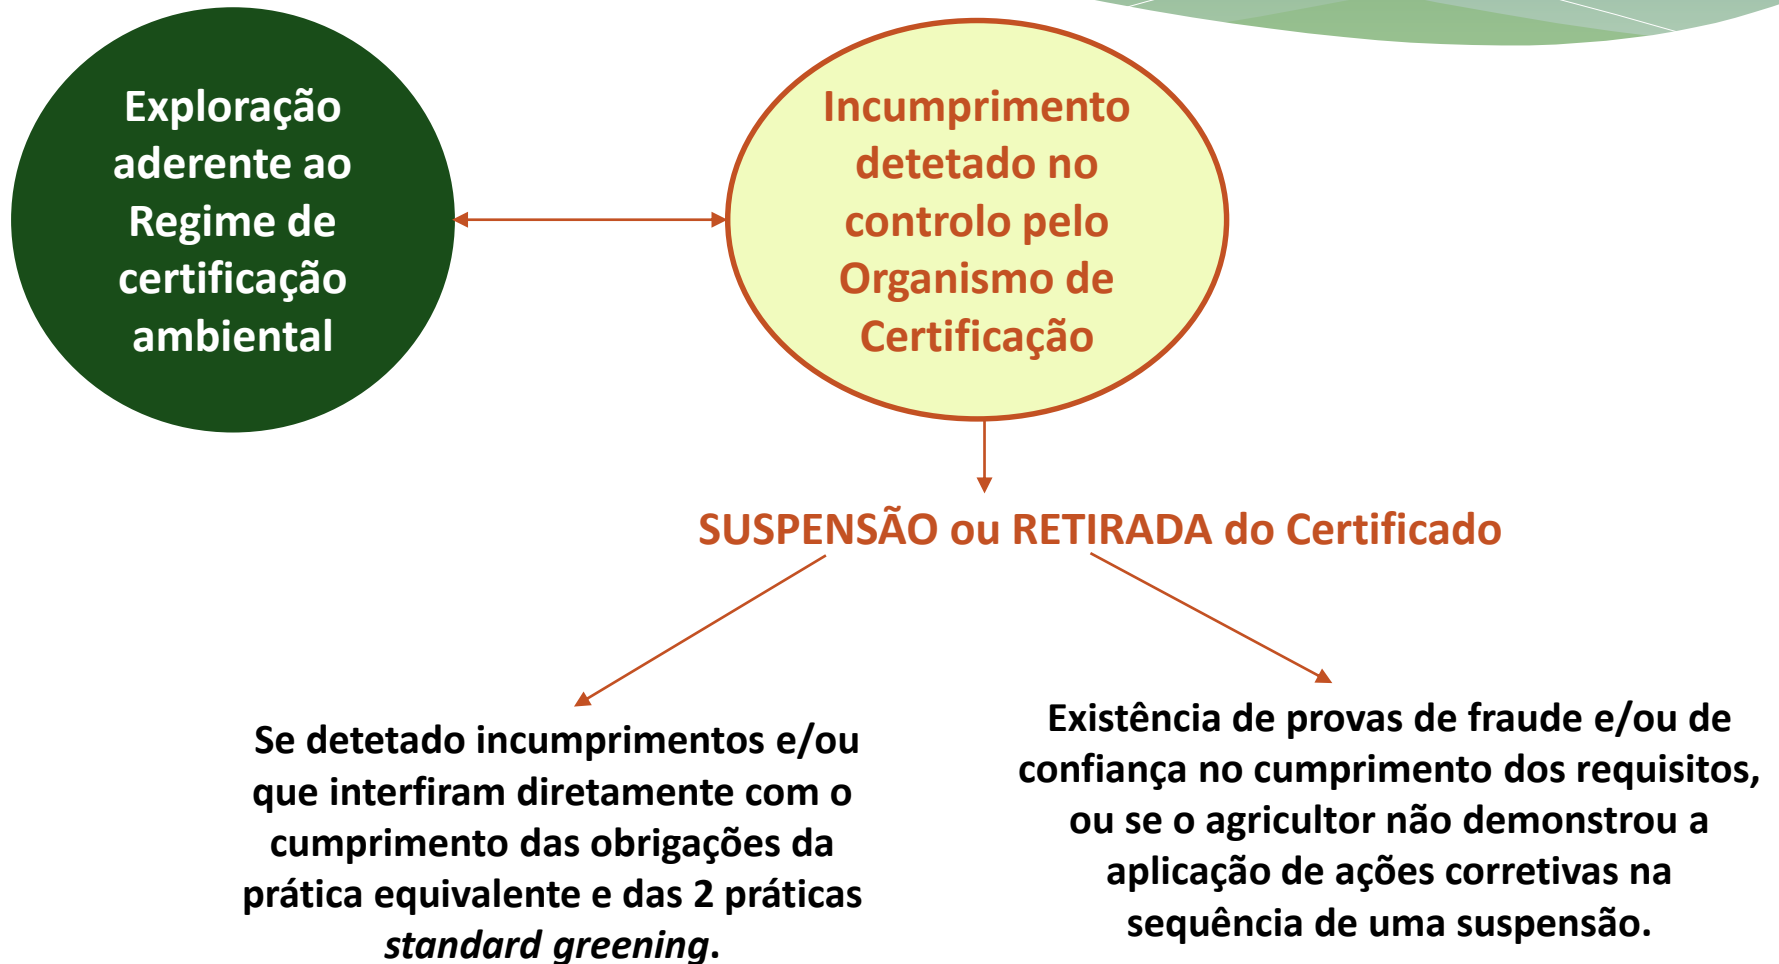 Exploração
aderente ao
Regime de
certificação
ambiental
Incumprimento
detetado no
controlo pelo
Organismo de
Certificação
SUSPENSÃO ou RETIRADA do Certificado
Se detetado incumprimentos e/ou
que interfiram diretamente com o
cumprimento das obrigações da
prática equivalente e das 2 práticas
standard greening.
Existência de provas de fraude e/ou de
confiança no cumprimento dos requisitos,
ou se o agricultor não demonstrou a
aplicação de ações corretivas na
sequência de uma suspensão.